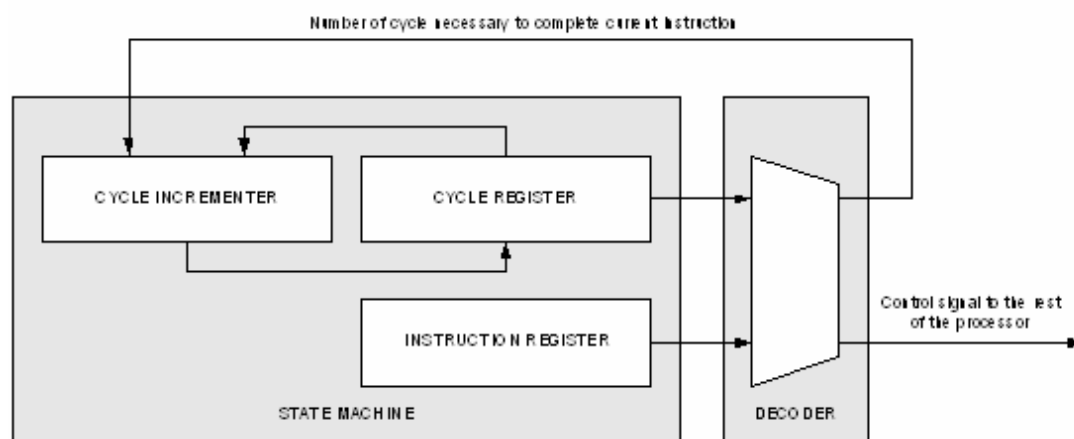 Number of cycle necessary to complete current instruction
CYCLE INCREMENTER
CYCLE REGISTER
Control signal to the rest
of the processor
INSTRUCTION REGISTER
STATE MACHINE
DECODER